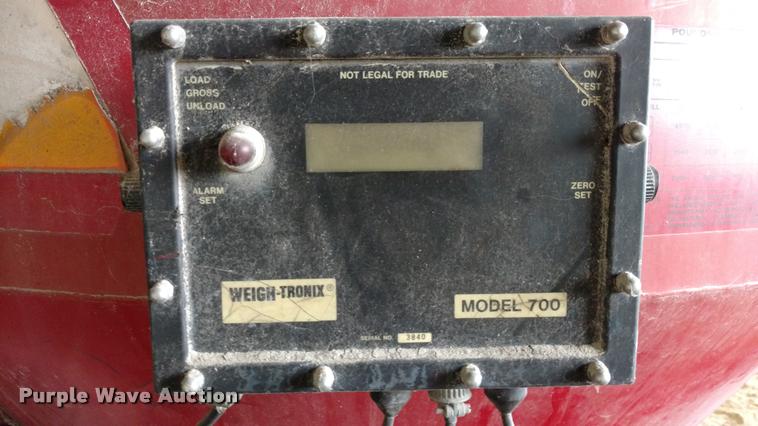 NOT LEGAL FOR TRADE
LOAD
GROSS
UNLOAD
ON/
TEST
OFF
ALARM
SET
ZERO
SET
WEIGH-TRONIX®
MODEL 700
SERIAL NO. 3840
Purple Wave Auction